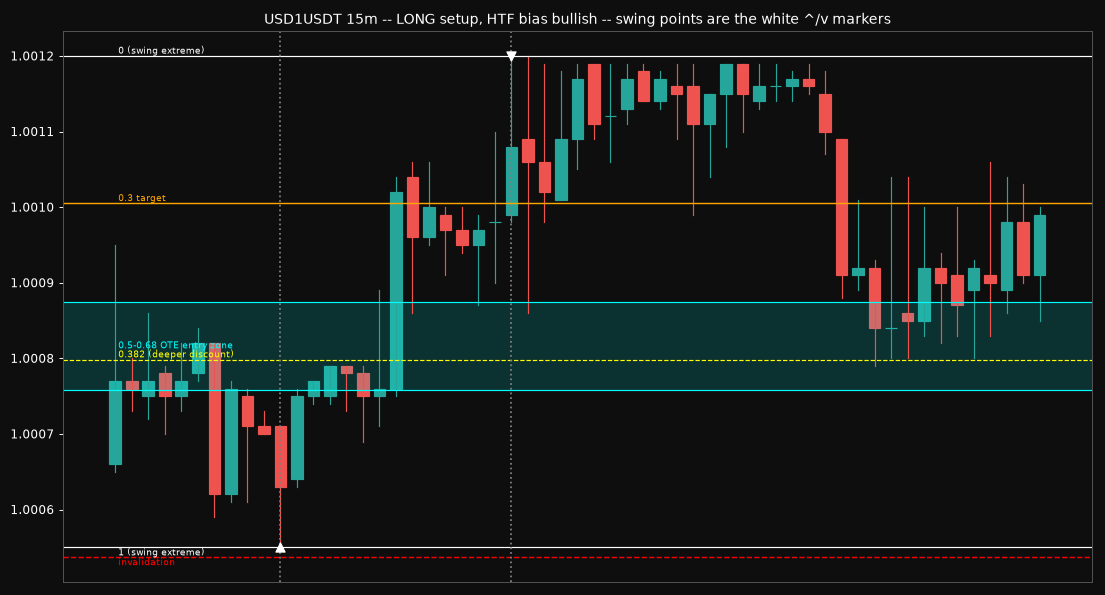 USD1USDT 15m -- LONG setup, HTF bias bullish -- swing points are the white ^/v markers
0 (swing extreme)
1.0012
1.0011
0.3 target
1.0010
1.0009
0.5-0.68 OTE entry zone
0.382 (deeper discount)
1.0008
1.0007
1.0006
1 (swing extreme)
Invalidation